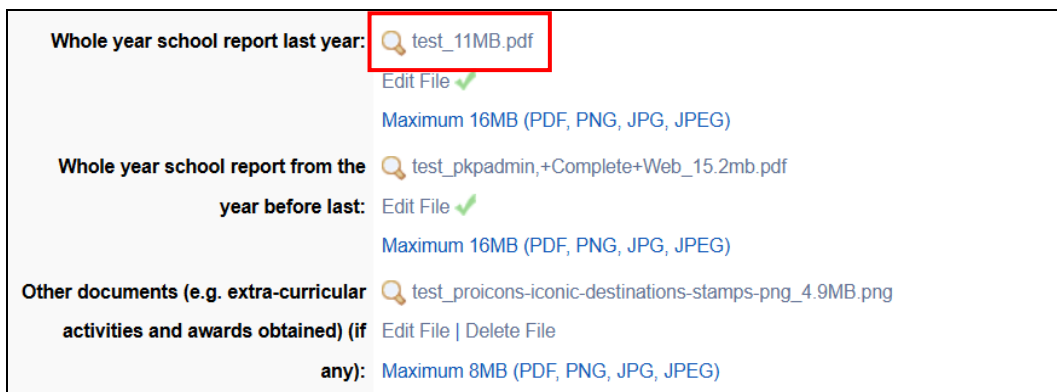 Whole year school report last year: test_11MB.pdf
Edit File
Maximum 16MB (PDF, PNG, JPG, JPEG)
Whole year school report from the test_pkpadmin,+Complete+Web_15.2mb.pdf
year before last: Edit File
Maximum 16MB (PDF, PNG, JPG, JPEG)
Other documents (e.g. extra-curricular test_proicons-iconic-destinations-stamps-png_4.9MB.png
activities and awards obtained) (if Edit File | Delete File
any): Maximum 8MB (PDF, PNG, JPG, JPEG)